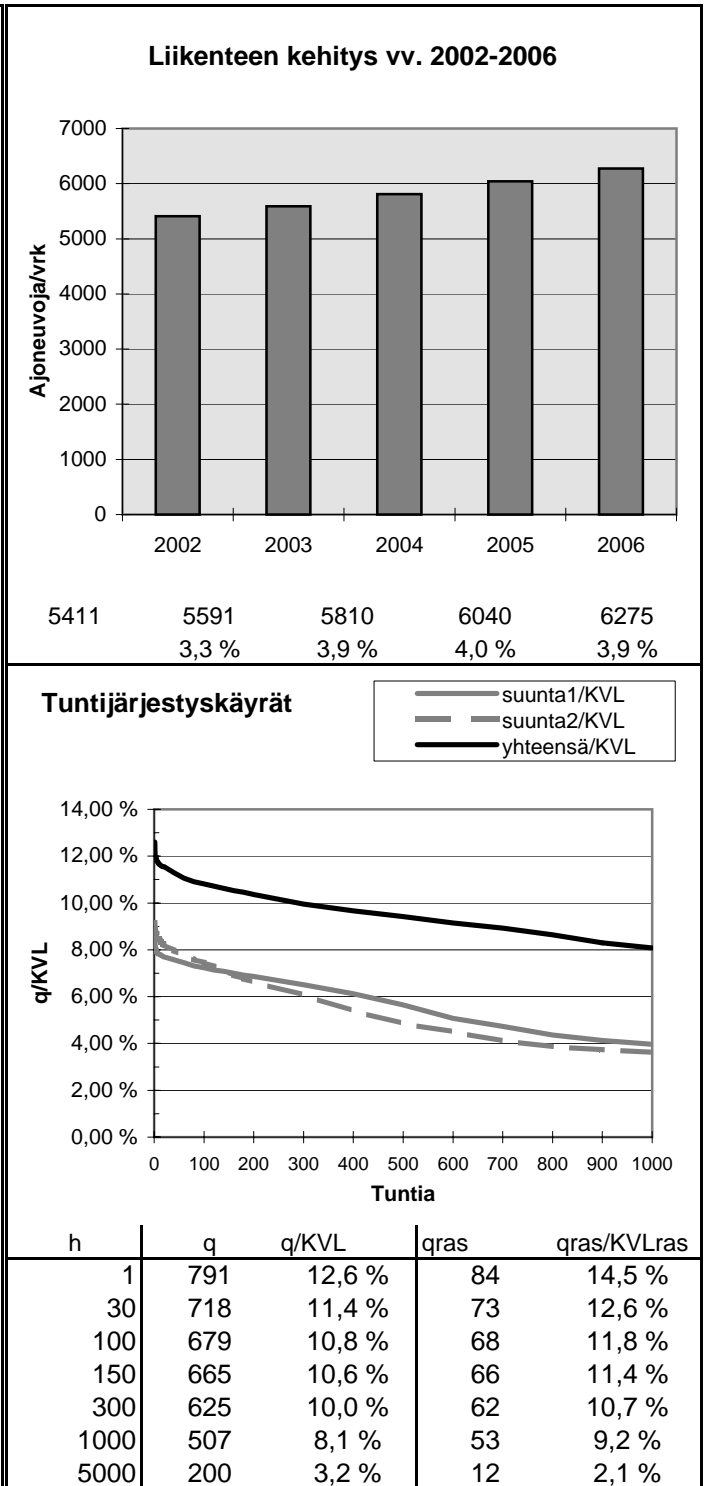 Liikenteen kehitys vv. 2002-2006
7000
6000
5000
4000
3000
2000
1000
0
Ajoneuvoja/vrk
2002 2003 2004 2005 2006
5411 5591 5810 6040 6275
3,3 % 3,9 % 4,0 % 3,9 %
Tuntijärjestyskäyrät
suunta1/KVL
suunta2/KVL
yhteensä/KVL
14,00 %
12,00 %
10,00 %
8,00 %
6,00 %
4,00 %
2,00 %
0,00 %
q/KVL
0 100 200 300 400 500 600 700 800 900 1000
Tuntia
h q q/KVL qras qras/KVLras
1 791 12,6 % 84 14,5 %
30 718 11,4 % 73 12,6 %
100 679 10,8 % 68 11,8 %
150 665 10,6 % 66 11,4 %
300 625 10,0 % 62 10,7 %
1000 507 8,1 % 53 9,2 %
5000 200 3,2 % 12 2,1 %